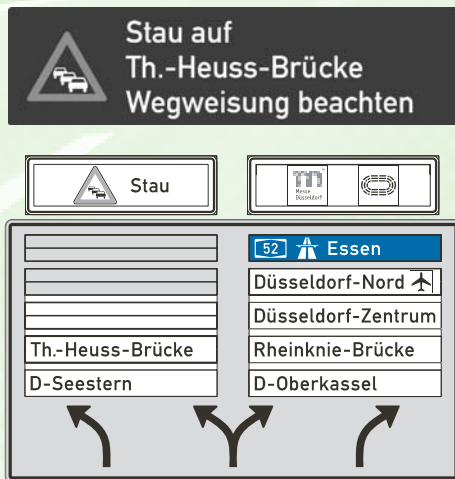 Stau auf
Th.-Heuss-Brücke
Wegweisung beachten
Stau
Messe
Düsseldorf
52 Essen
Düsseldorf-Nord
Düsseldorf-Zentrum
Th.-Heuss-Brücke
Rheinknie-Brücke
D-Seestern
D-Oberkassel